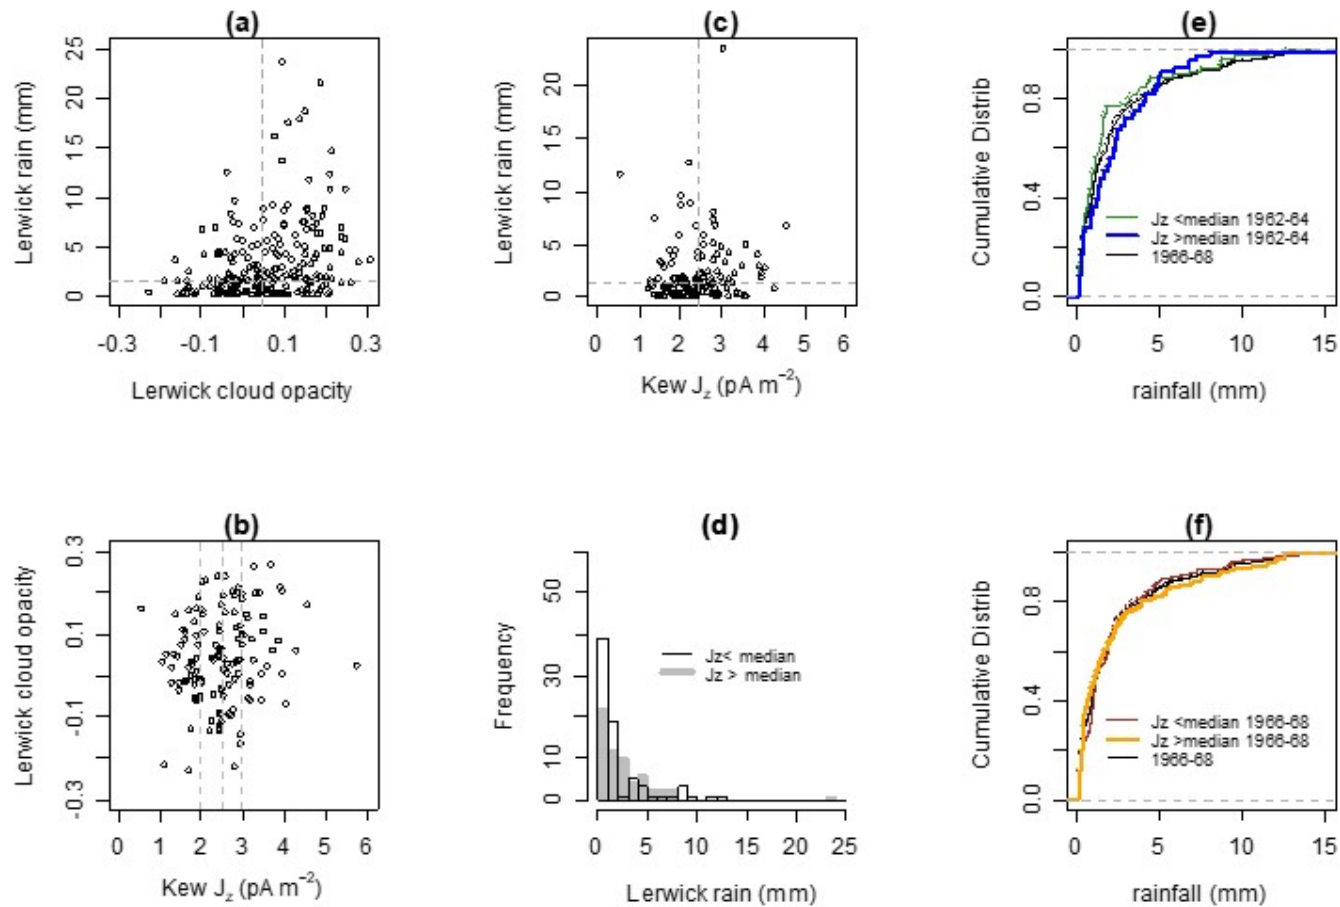 (a)
Lerwick rain (mm)
25
20
15
10
5
0
-0.3
-0.1
0.1
0.3
Lerwick cloud opacity
(c)
Lerwick rain (mm)
20
15
10
5
0
0 1 2 3 4 5 6
Kew Jz (pA m−2)
(e)
Cumulative Distrib
0.8
0.4
0.0
Jz <median 1962-64
Jz >median 1962-64
1966-68
0 5 10 15
rainfall (mm)
(b)
Lerwick cloud opacity
0.3
0.1
-0.1
-0.3
0 1 2 3 4 5 6
Kew Jz (pA m−2)
(d)
Frequency
50
30
10
0
Jz< median
Jz > median
0 5 10 15 20 25
Lerwick rain (mm)
(f)
Cumulative Distrib
0.8
0.4
0.0
Jz <median 1966-68
Jz >median 1966-68
1966-68
0 5 10 15
rainfall (mm)